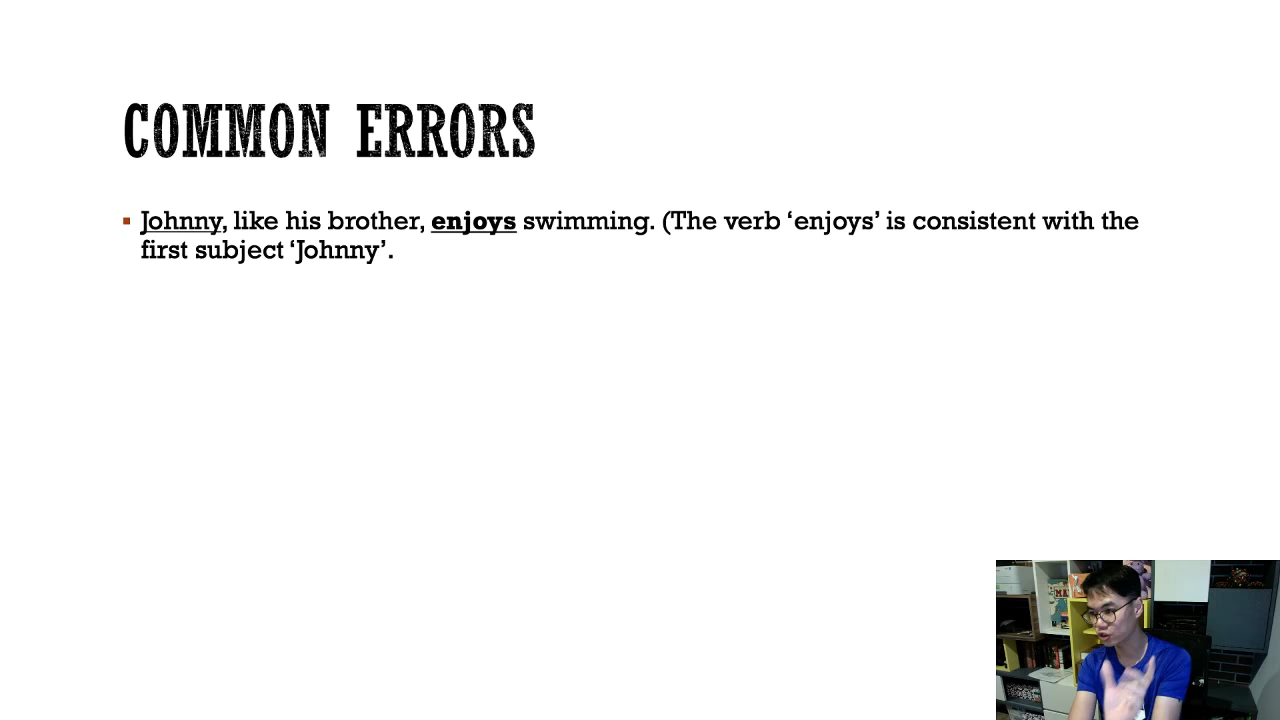 COMMON ERRORS
▪ Johnny, like his brother, enjoys swimming. (The verb ‘enjoys’ is consistent with the
first subject ‘Johnny’.